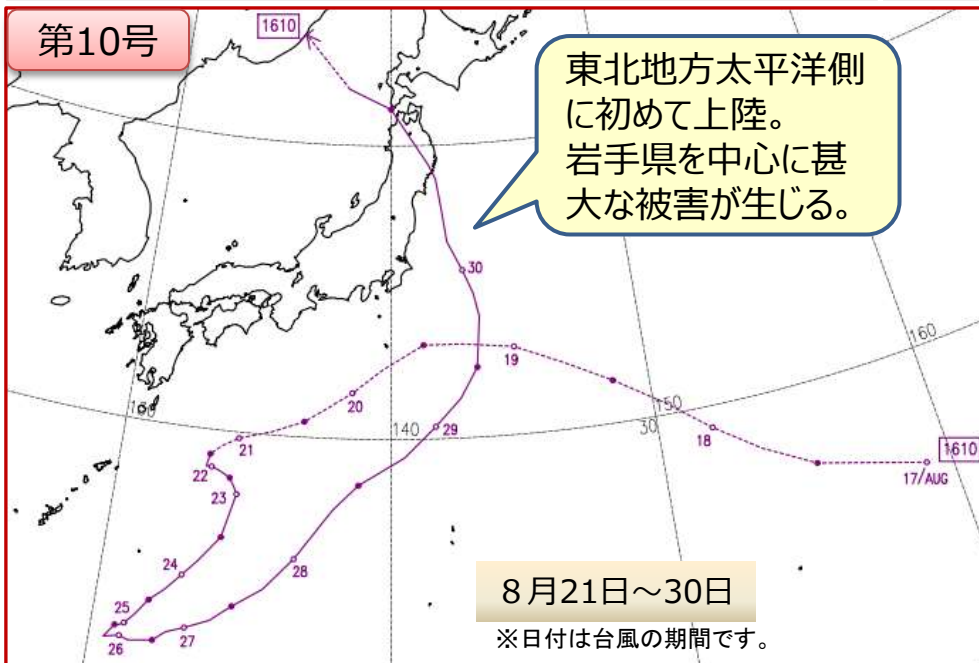 第10号
1610
東北地方太平洋側
に初めて上陸。
岩手県を中心に甚
大な被害が生じる。
30
160
19
150
20
130
140
30
18
29
21
1610
22
17/AUG
23
28
24
25
8月21日～30日
26
27
※日付は台風の期間です。